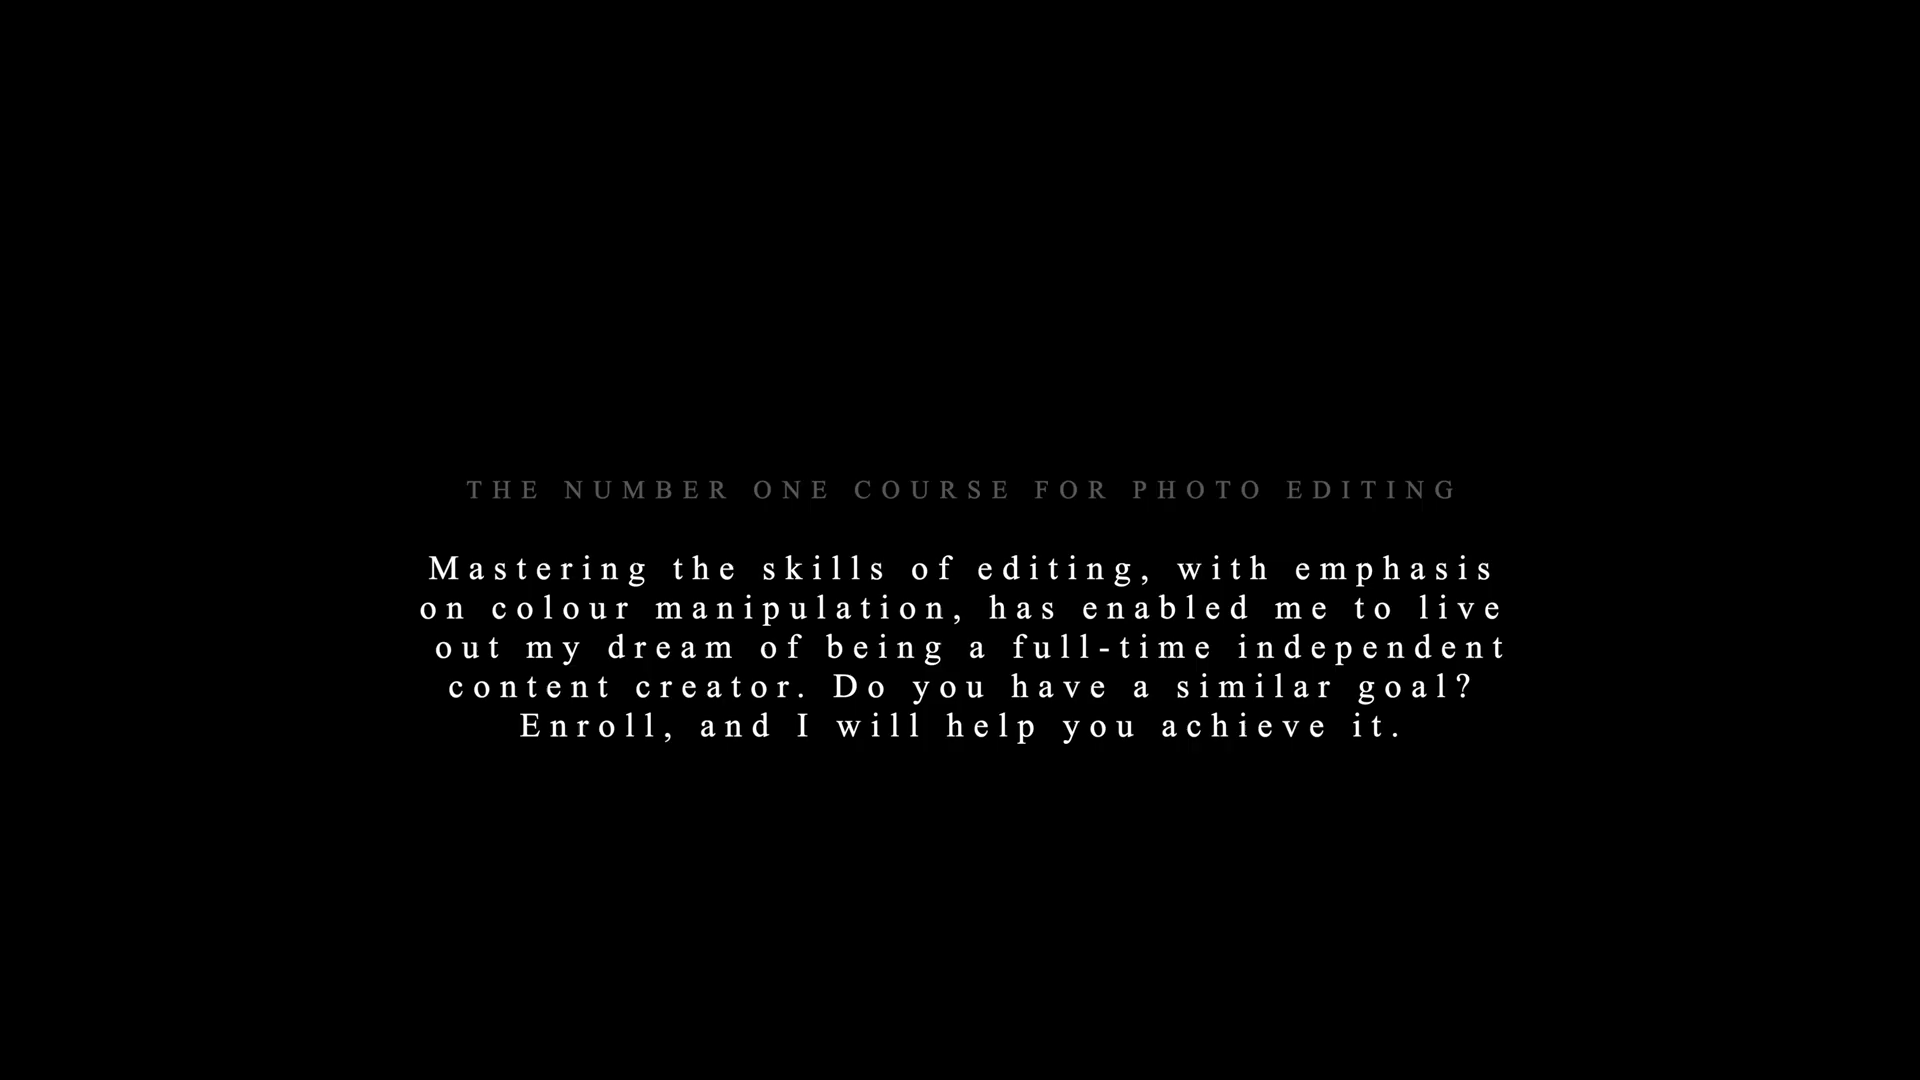 THE NUMBER ONE COURSE FOR PHOTO EDITING
Mastering the skills of editing, with emphasis
on colour manipulation, has enabled me to live
out my dream of being a full-time independent
content creator. Do you have a similar goal?
Enroll, and I will help you achieve it.